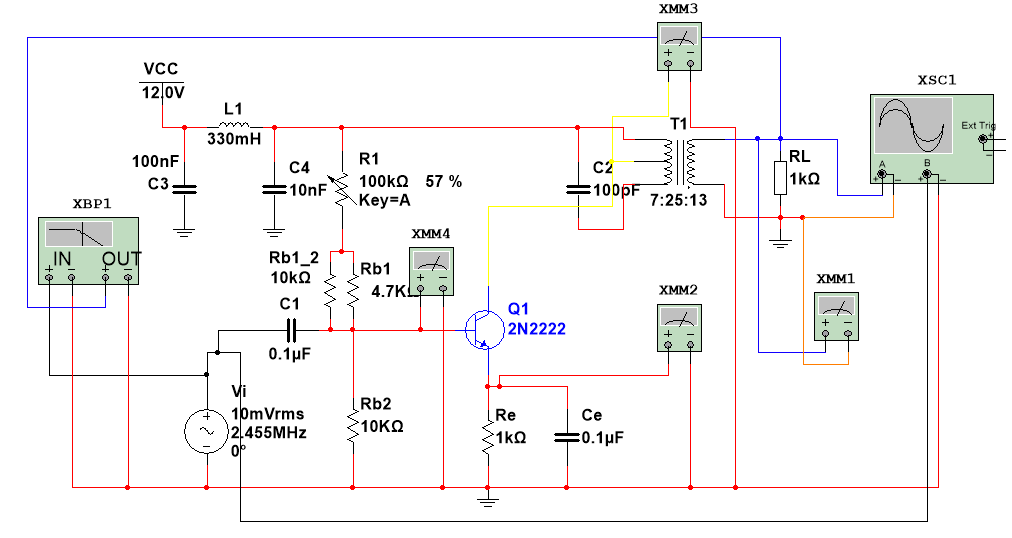 XMM3
VCC
12.0V
XSC1
L1
330mH
T1
Ext Trig
+
−
100nF
C3
C4
10nF
R1
100kΩ
Key=A
57 %
C2
100pF
RL
1kΩ
A
B
+ − + −
7:25:13
XBP1
IN OUT
+ − + −
XMM4
+ −
Rb1_2
10kΩ
Rb1
4.7KΩ
XMM2
+ −
XMM1
+ −
C1
0.1µF
Q1
2N2222
Vi
10mVrms
2.455MHz
0°
+
−
Rb2
10KΩ
Re
1kΩ
Ce
0.1µF